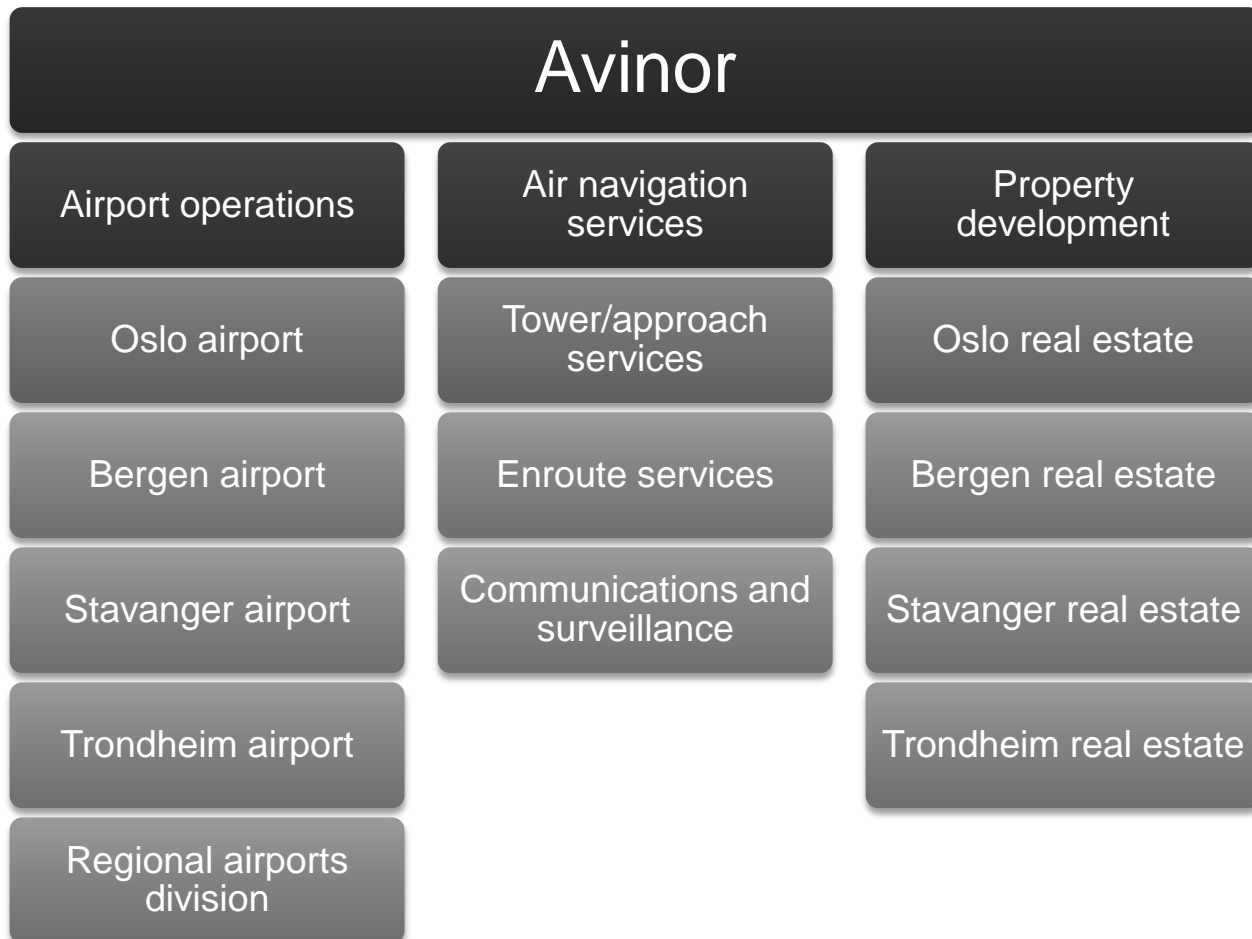 Avinor
Airport operations
Air navigation
services
Property
development
Oslo airport
Tower/approach
services
Oslo real estate
Bergen airport
Enroute services
Bergen real estate
Stavanger airport
Communications and
surveillance
Stavanger real estate
Trondheim airport
Trondheim real estate
Regional airports
division